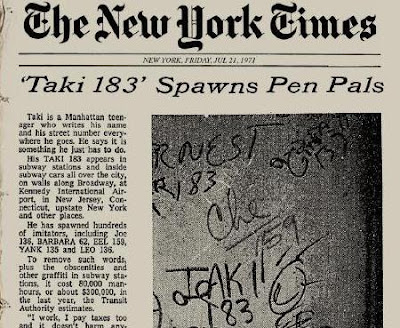 The New York Times
NEW YORK, FRIDAY, JUL 21, 1971
‘Taki 183’ Spawns Pen Pals
Taki is a Manhattan teen-
ager who writes his name
and his street number every-
where he goes. He says it is
something he just has to do.
His TAKI 183 appears in
subway stations and inside
subway cars all over the city,
on walls along Broadway, at
Kennedy International Air-
port, in New Jersey, Connec-
ticut, upstate New York
and other places.
He has spawned hundreds
of imitators, including Joe
136, BARBARA 62, EEL 159,
YANK 135 and LEO 136.
To remove such words,
plus the obscenities and
other graffiti in subway sta-
tions, it cost 80,000 man-
hours, or about $300,000, in
the last year, the Transit
Authority estimates.
"I work, I pay taxes too
and it doesn't harm any-
RNEST
183
TAKI
183